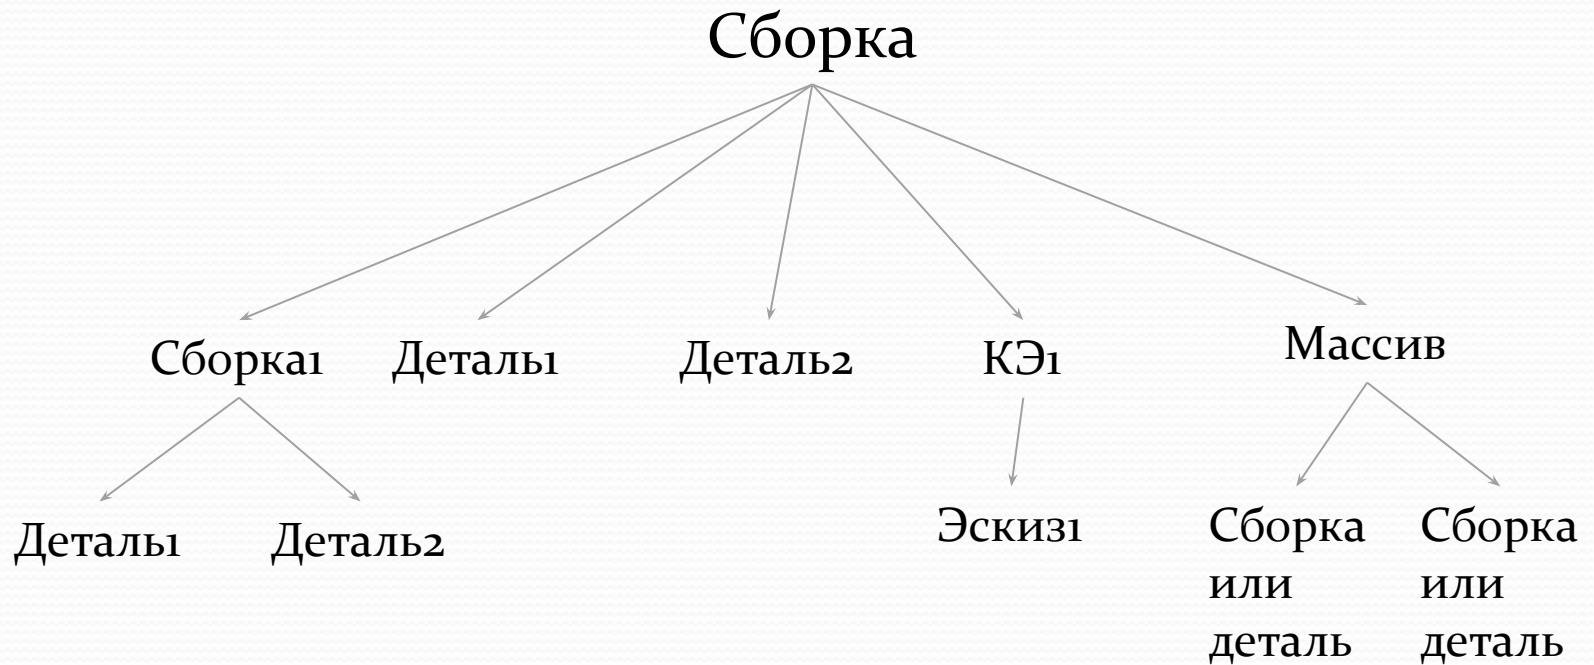 Сборка
Сборка1 Деталь1 Деталь2 КЭ1 Массив
Деталь1 Деталь2 Эскиз1 Сборка Сборка
или или
деталь деталь